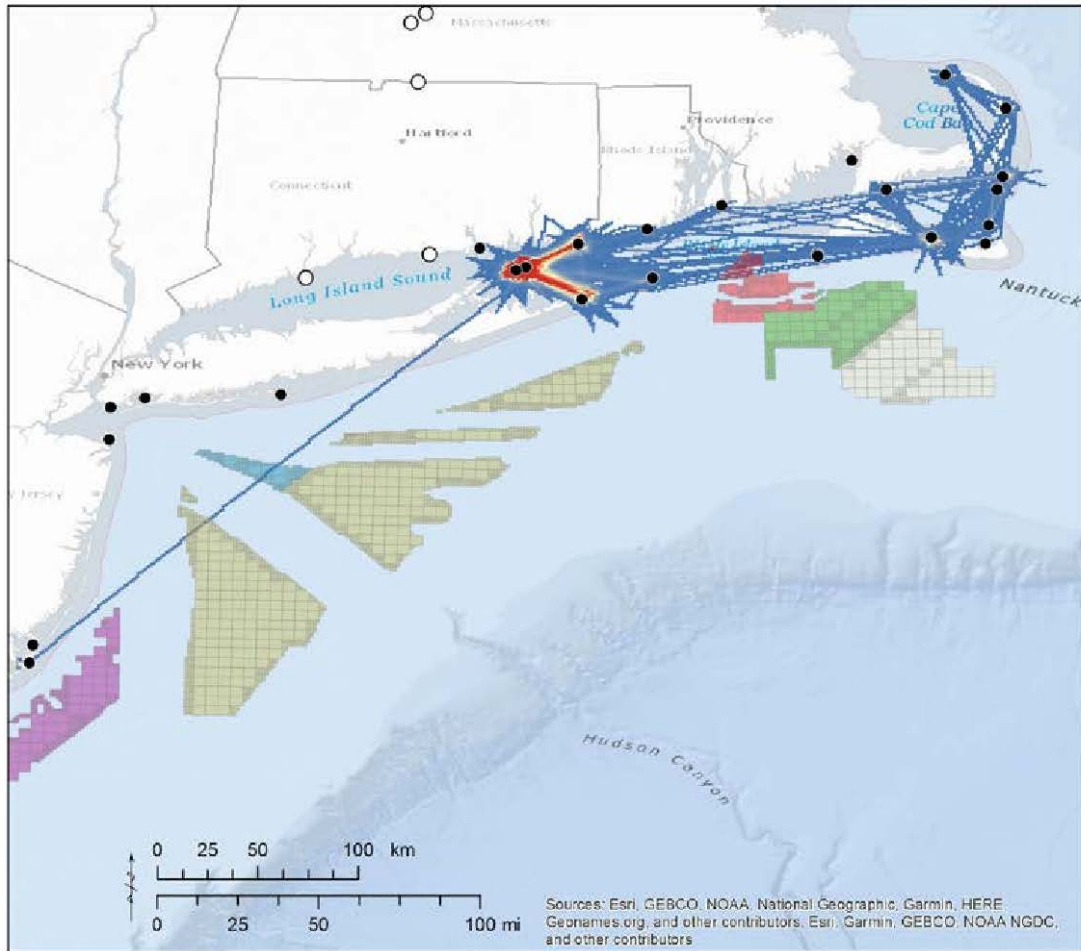 Massachusetts
Cape
Cod Bay
Providence
Hartford
Rhode Island
Connecticut
Long Island Sound
Nantuck
New York
Jersey
Hudson Canyon
0 25 50 100 km
0 25 50 100 mi
Sources: Esri, GEBCO, NOAA, National Geographic, Garmin, HERE,
Geonames.org, and other contributors, Esri, Garmin, GEBCO, NOAA NGDC,
and other contributors